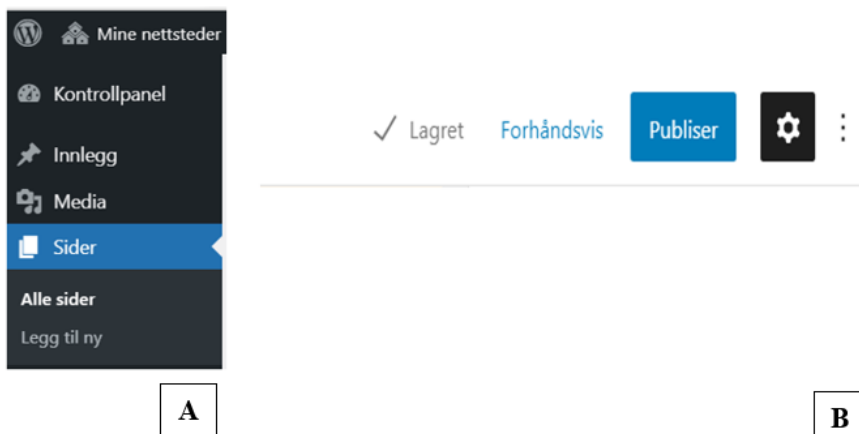 Mine nettsteder
Kontrollpanel
Innlegg
Media
Sider
Alle sider
Legg til ny
A
Lagret Forhåndsvis Publiser
B